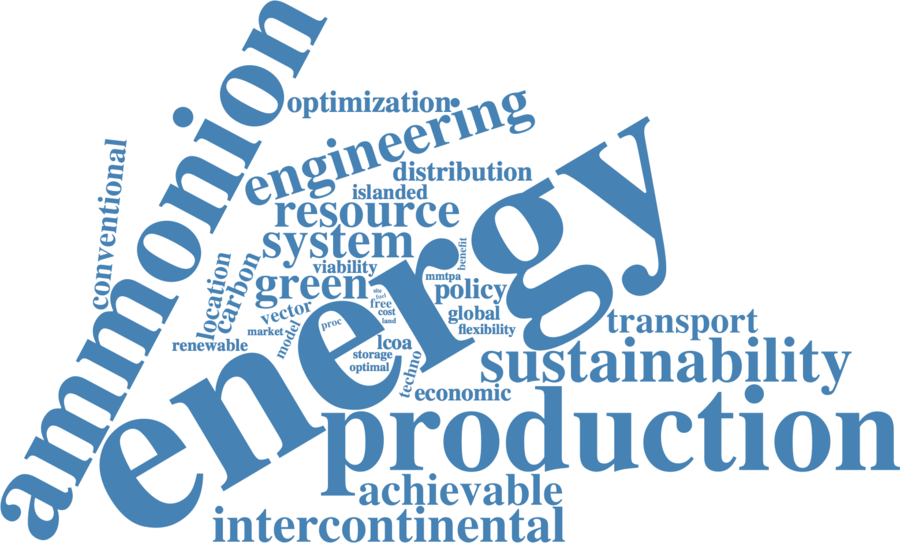 ammonion
optimization
engineering
conventional
distribution
islanded
resource
system
energy
benefit
viability
mmtpa
location
carbon
green
policy
site
fuel
free
vector
cost
global
land
proc
market
model
flexibility
transport
renewable
lcoa
storage
optimal
techno
sustainability
economic
production
achievable
intercontinental